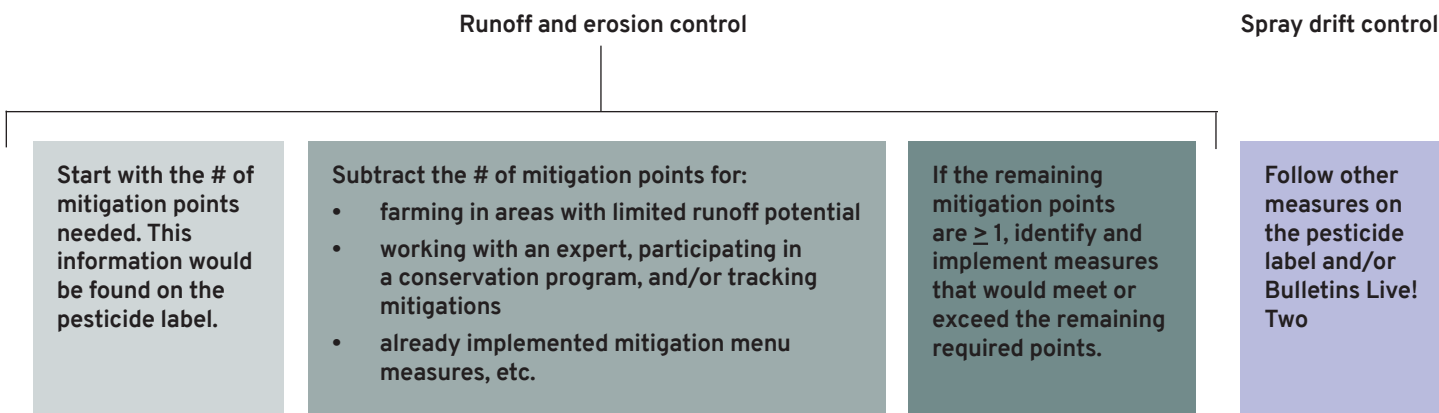 Runoff and erosion control
Spray drift control
Start with the # of
mitigation points
needed. This
information would
be found on the
pesticide label.
Subtract the # of mitigation points for:
• farming in areas with limited runoff potential
• working with an expert, participating in
a conservation program, and/or tracking
mitigations
• already implemented mitigation menu
measures, etc.
If the remaining
mitigation points
are ≥ 1, identify and
implement measures
that would meet or
exceed the remaining
required points.
Follow other
measures on
the pesticide
label and/or
Bulletins Live!
Two